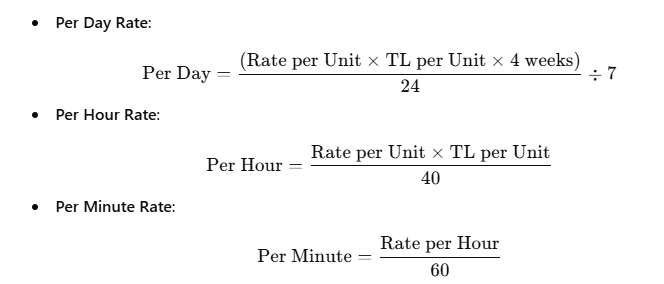 • Per Day Rate:
Per Day = (Rate per Unit × TL per Unit × 4 weeks) / 24 ÷ 7
• Per Hour Rate:
Per Hour = Rate per Unit × TL per Unit / 40
• Per Minute Rate:
Per Minute = Rate per Hour / 60